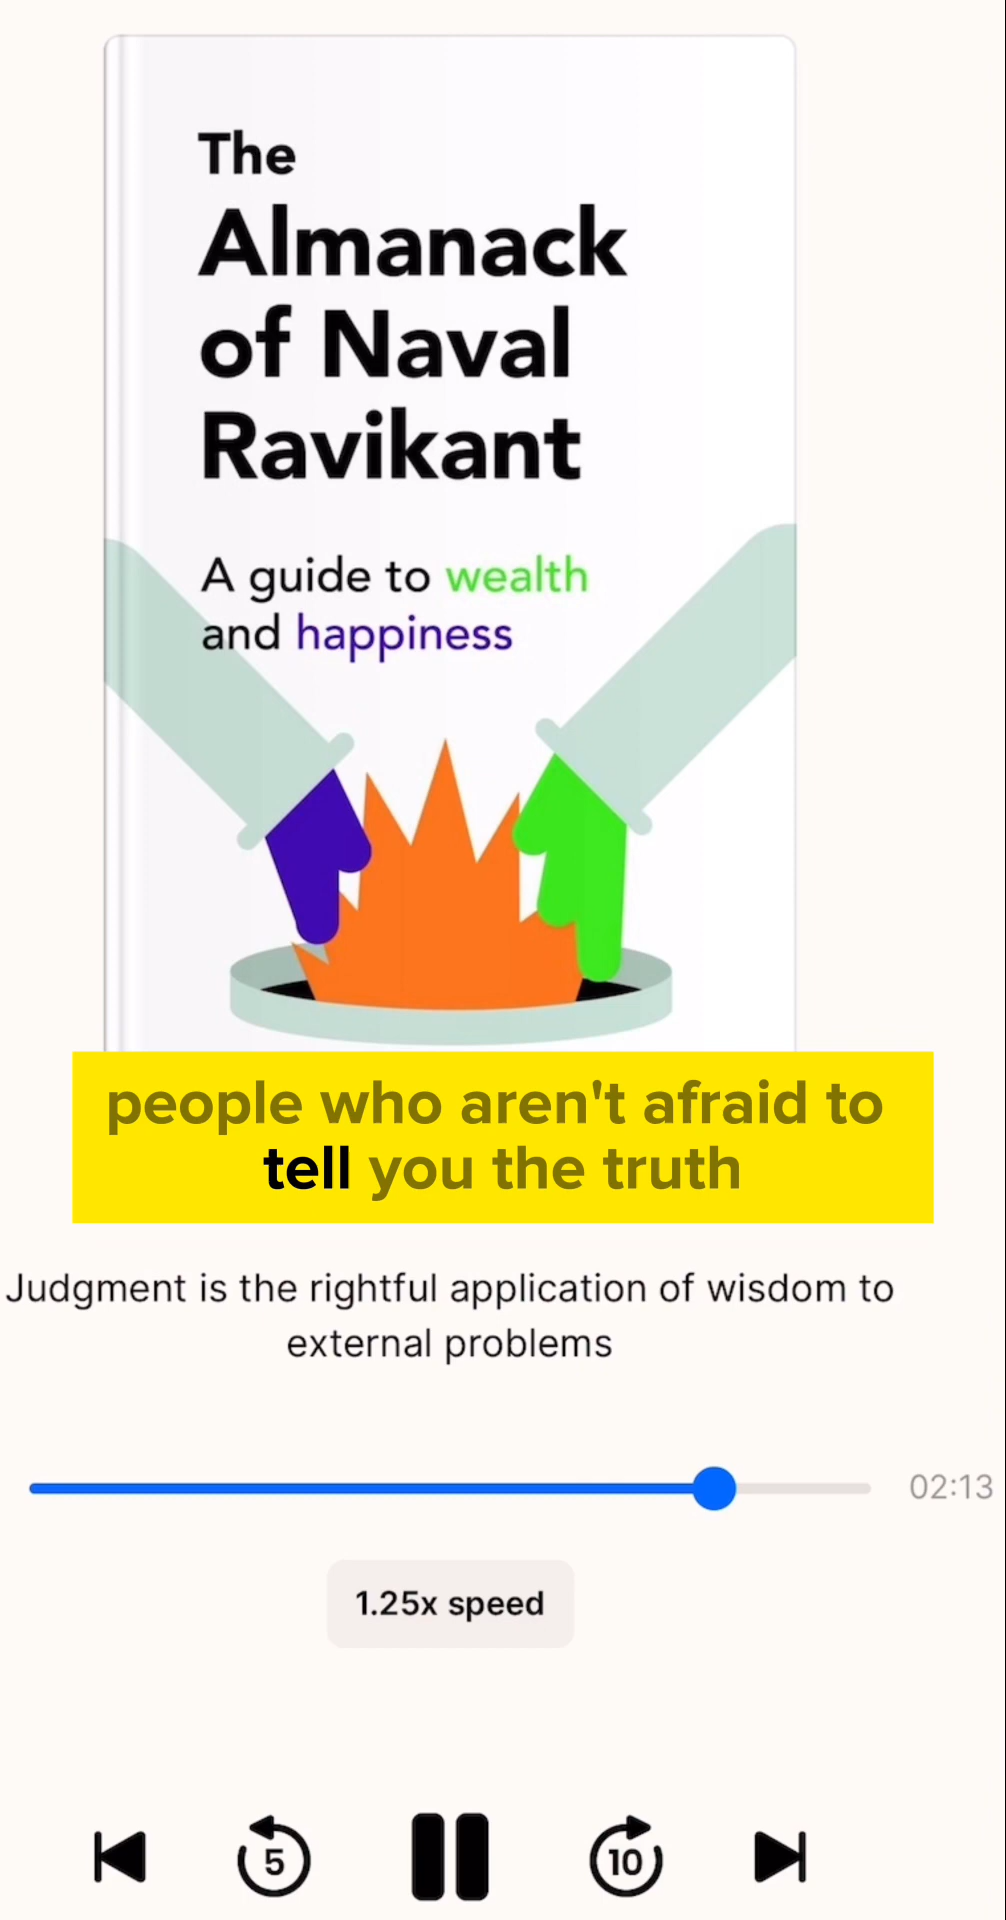 The
Almanack
of Naval
Ravikant
A guide to wealth
and happiness
people who aren't afraid to
tell you the truth
Judgment is the rightful application of wisdom to
external problems
02:13
1.25x speed
5
10